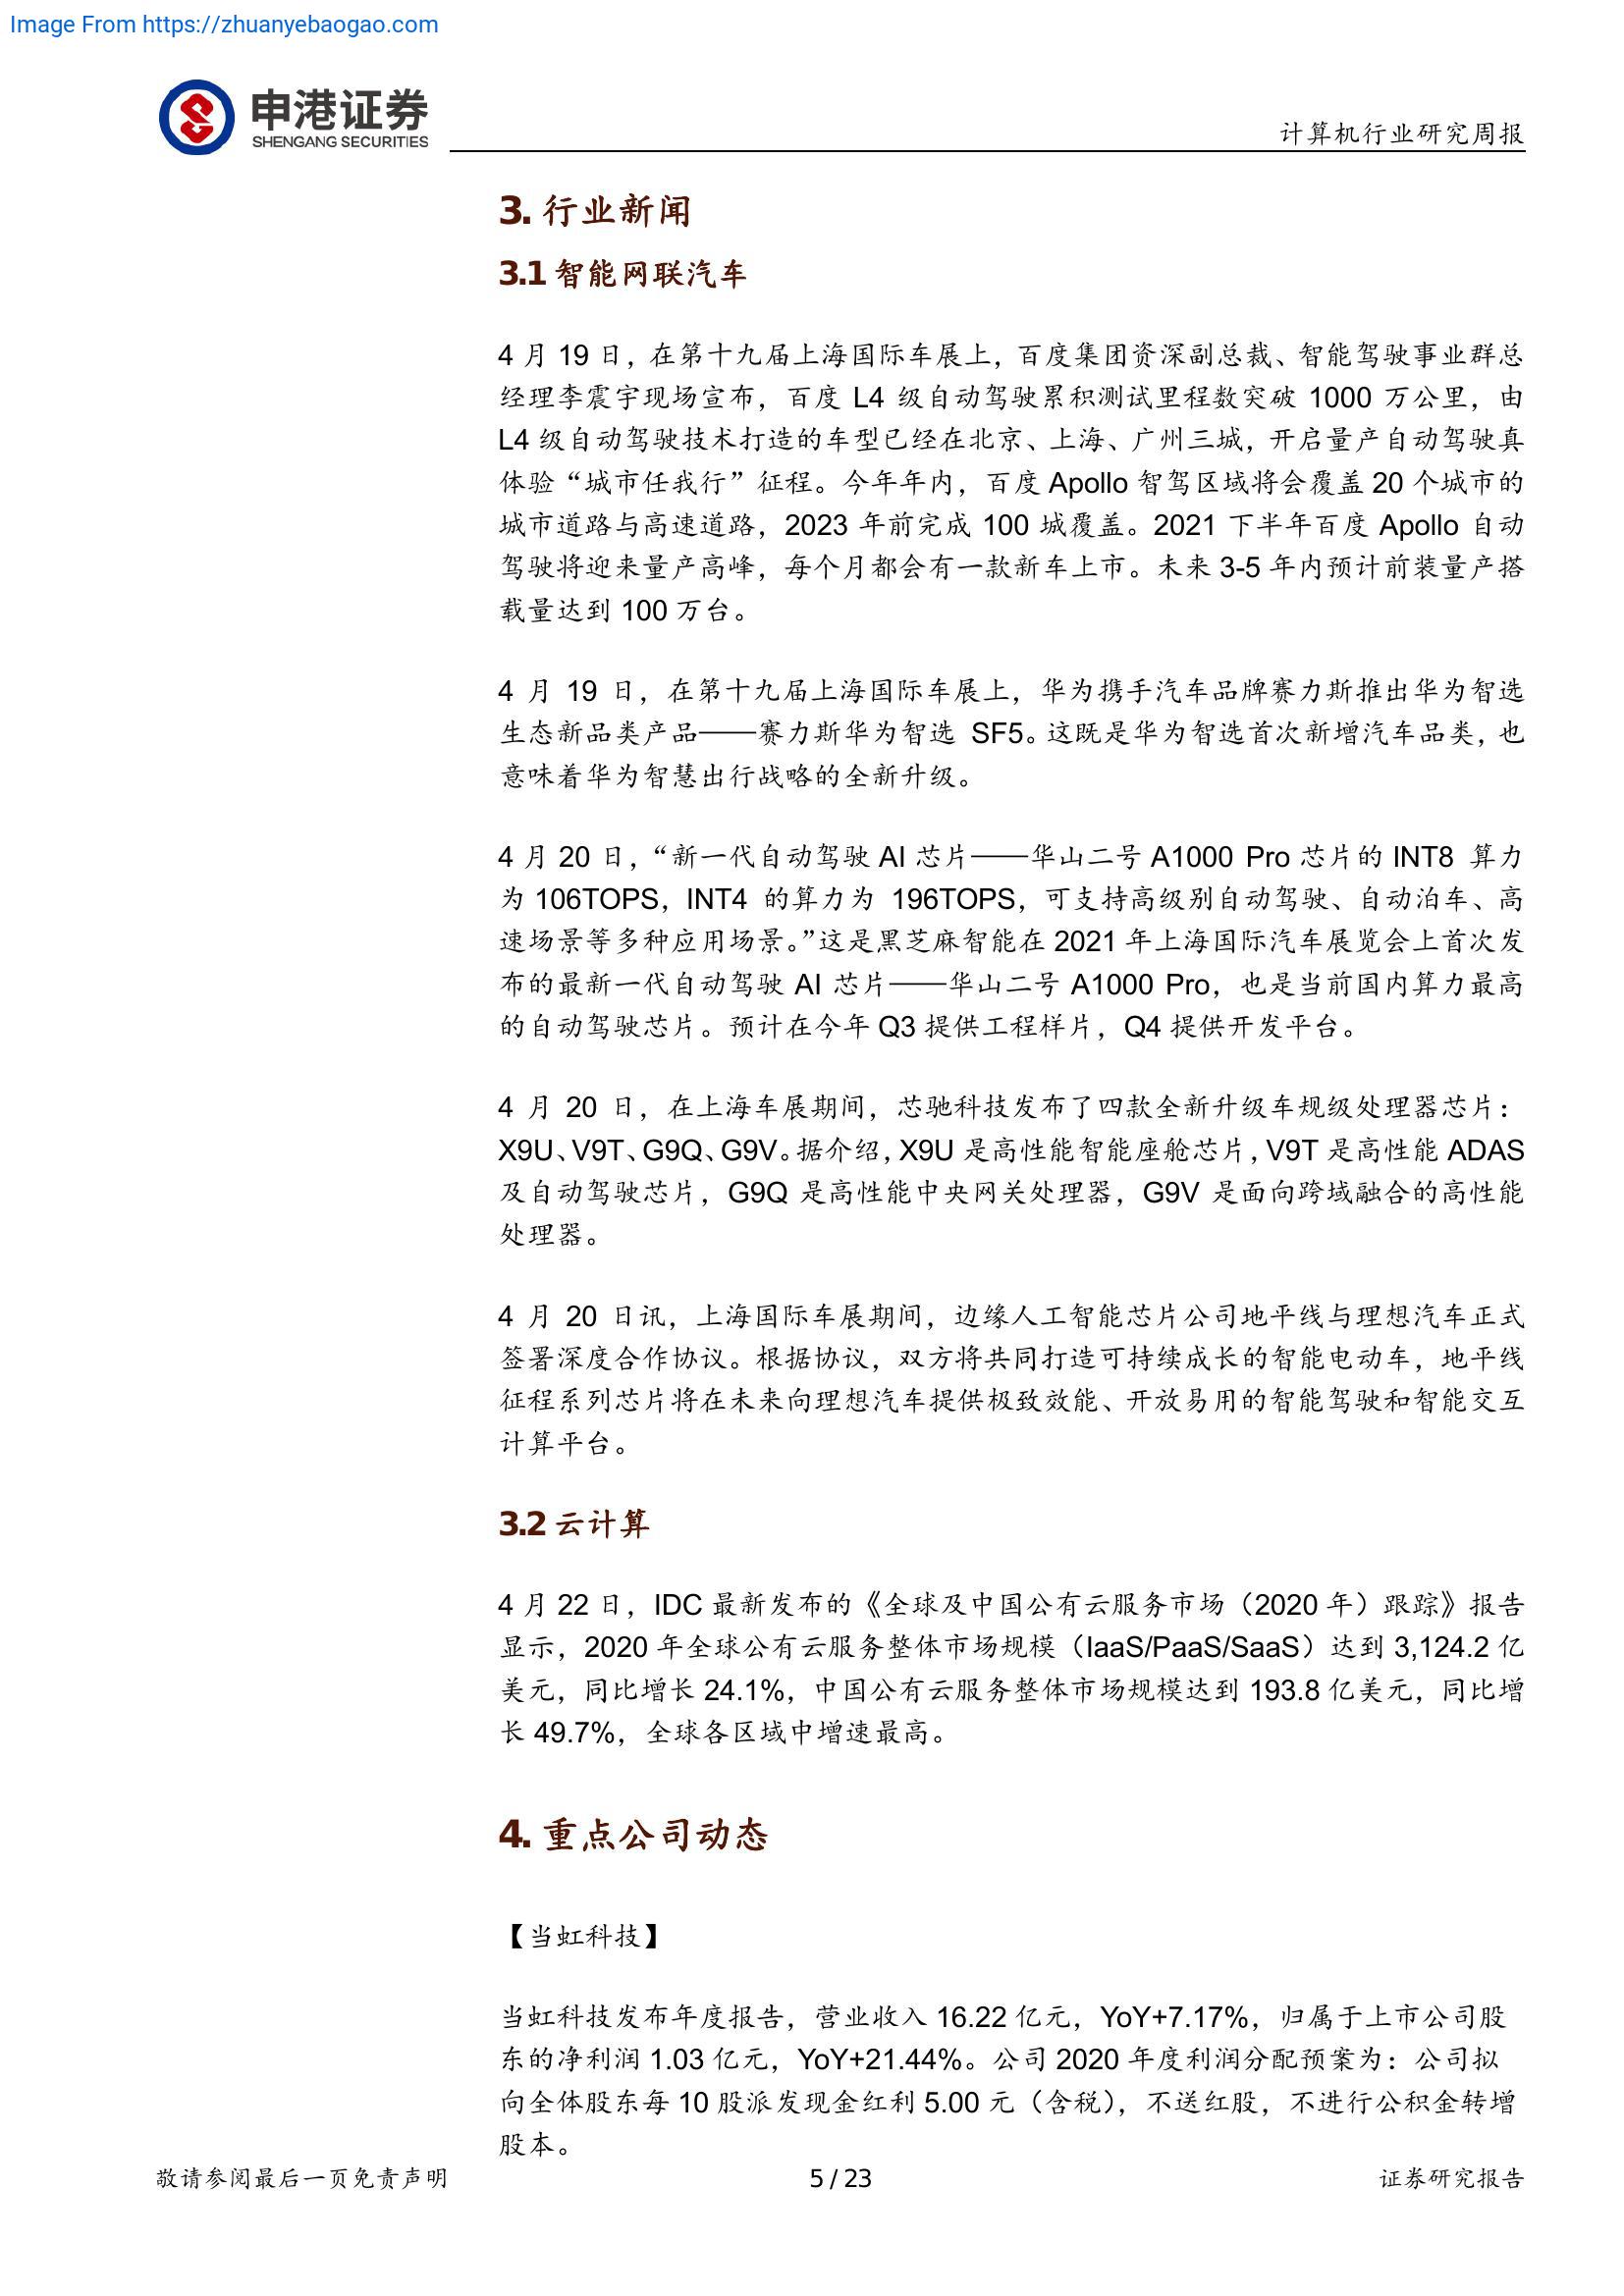 Image From https://zhuanyebaogao.com
申港证券
SHENGANG SECURITIES
计算机行业研究周报
3. 行业新闻
3.1 智能网联汽车
4 月 19 日，在第十九届上海国际车展上，百度集团资深副总裁、智能驾驶事业群总
经理李震宇现场宣布，百度 L4 级自动驾驶累积测试里程数突破 1000 万公里，由
L4 级自动驾驶技术打造的车型已经在北京、上海、广州三城，开启量产自动驾驶真
体验“城市任我行”征程。今年年内，百度 Apollo 智驾区域将会覆盖 20 个城市的
城市道路与高速道路，2023 年前完成 100 城覆盖。2021 下半年百度 Apollo 自动
驾驶将迎来量产高峰，每个月都会有一款新车上市。未来 3-5 年内预计前装量产搭
载量达到 100 万台。
4 月 19 日，在第十九届上海国际车展上，华为携手汽车品牌赛力斯推出华为智选
生态新品类产品——赛力斯华为智选 SF5。这既是华为智选首次新增汽车品类，也
意味着华为智慧出行战略的全新升级。
4 月 20 日，“新一代自动驾驶 AI 芯片——华山二号 A1000 Pro 芯片的 INT8 算力
为 106TOPS，INT4 的算力为 196TOPS，可支持高级别自动驾驶、自动泊车、高
速场景等多种应用场景。”这是黑芝麻智能在 2021 年上海国际汽车展览会上首次发
布的最新一代自动驾驶 AI 芯片——华山二号 A1000 Pro，也是当前国内算力最高
的自动驾驶芯片。预计在今年 Q3 提供工程样片，Q4 提供开发平台。
4 月 20 日，在上海车展期间，芯驰科技发布了四款全新升级车规级处理器芯片：
X9U、V9T、G9Q、G9V。据介绍，X9U 是高性能智能座舱芯片，V9T 是高性能 ADAS
及自动驾驶芯片，G9Q 是高性能中央网关处理器，G9V 是面向跨域融合的高性能
处理器。
4 月 20 日讯，上海国际车展期间，边缘人工智能芯片公司地平线与理想汽车正式
签署深度合作协议。根据协议，双方将共同打造可持续成长的智能电动车，地平线
征程系列芯片将在未来向理想汽车提供极致效能、开放易用的智能驾驶和智能交互
计算平台。
3.2 云计算
4 月 22 日，IDC 最新发布的《全球及中国公有云服务市场（2020 年）跟踪》报告
显示，2020 年全球公有云服务整体市场规模（IaaS/PaaS/SaaS）达到 3,124.2 亿
美元，同比增长 24.1%，中国公有云服务整体市场规模达到 193.8 亿美元，同比增
长 49.7%，全球各区域中增速最高。
4. 重点公司动态
【当虹科技】
当虹科技发布年度报告，营业收入 16.22 亿元，YoY+7.17%，归属于上市公司股
东的净利润 1.03 亿元，YoY+21.44%。公司 2020 年度利润分配预案为：公司拟
向全体股东每 10 股派发现金红利 5.00 元（含税），不送红股，不进行公积金转增
股本。
敬请参阅最后一页免责声明
5 / 23
证券研究报告